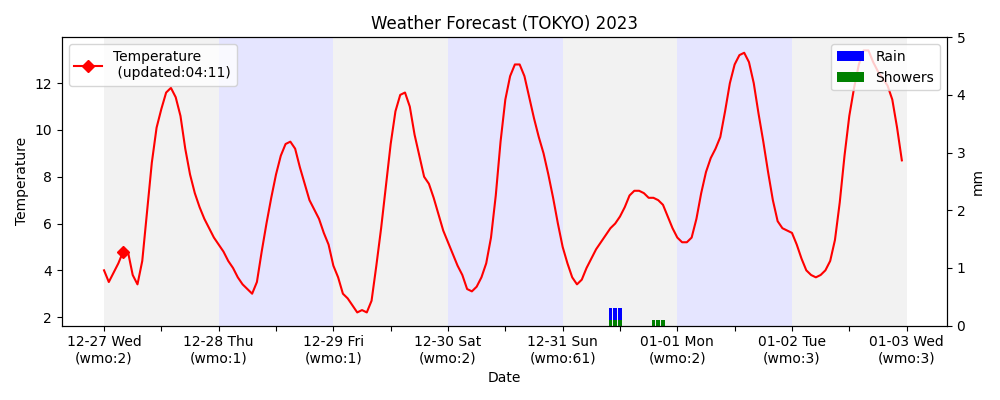 Weather Forecast (TOKYO) 2023
Temperature
(updated:04:11)
Rain
Showers
12
10
8
6
4
2
Temperature
5
4
3
2
1
0
mm
12-27 Wed
(wmo:2)
12-28 Thu
(wmo:1)
12-29 Fri
(wmo:1)
12-30 Sat
(wmo:2)
12-31 Sun
(wmo:61)
01-01 Mon
(wmo:2)
01-02 Tue
(wmo:3)
01-03 Wed
(wmo:3)
Date